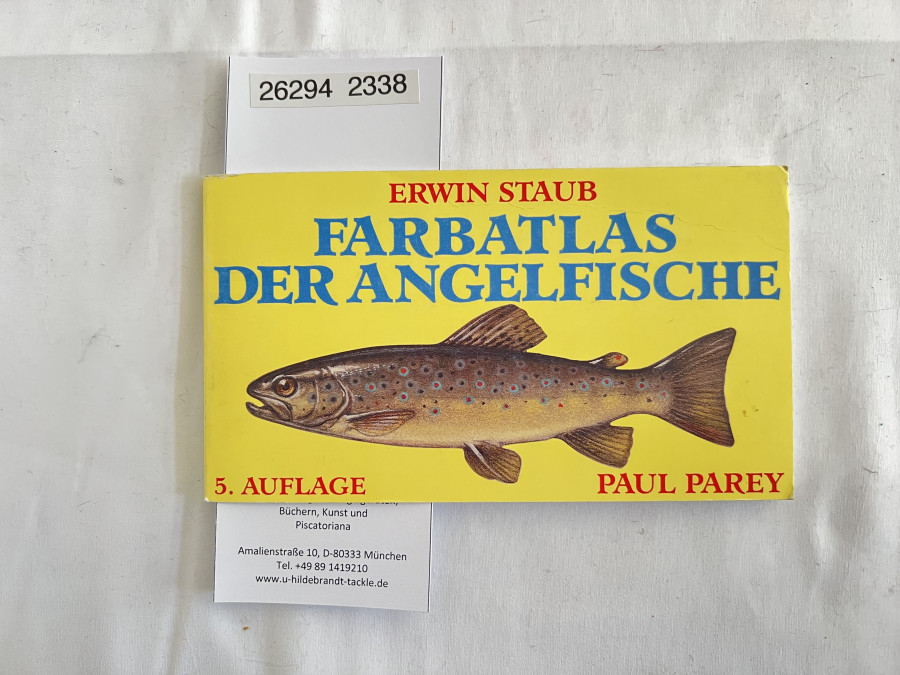 26294 2338
ERWIN STAUB
FARBATLAS
DER ANGELFISCHE
5. AUFLAGE
PAUL PAREY
Büchern, Kunst und
Piscatoriana
Amalienstraße 10, D-80333 München
Tel. +49 89 1419210
www.u-hildebrandt-tackle.de